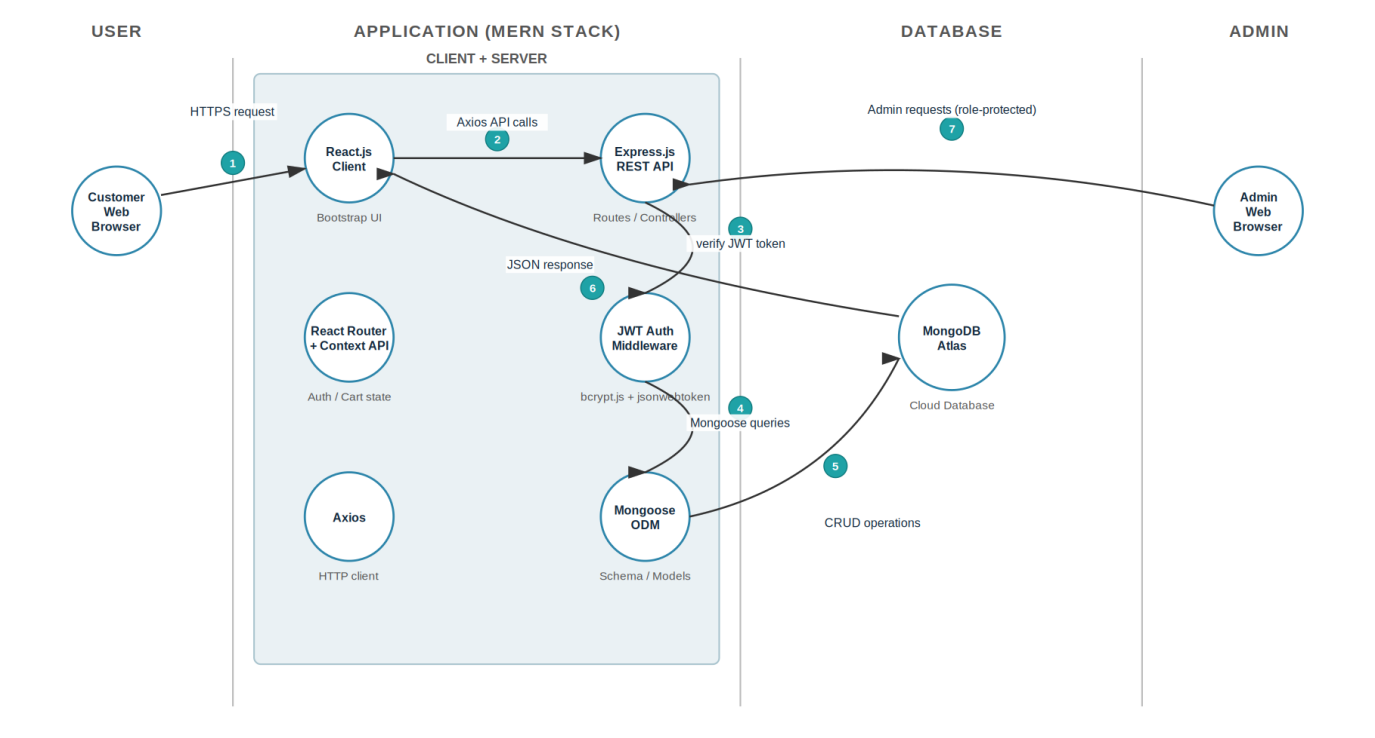 USER
APPLICATION (MERN STACK)
DATABASE
ADMIN
CLIENT + SERVER
HTTPS request
1
Axios API calls
2
Admin requests (role-protected)
7
Customer
Web
Browser
React.js
Client
Bootstrap UI
Express.js
REST API
Routes / Controllers
Admin
Web
Browser
3
verify JWT token
JSON response
6
React Router
+ Context API
Auth / Cart state
JWT Auth
Middleware
bcrypt.js + jsonwebtoken
MongoDB
Atlas
Cloud Database
4
Mongoose queries
5
CRUD operations
Axios
HTTP client
Mongoose
ODM
Schema / Models